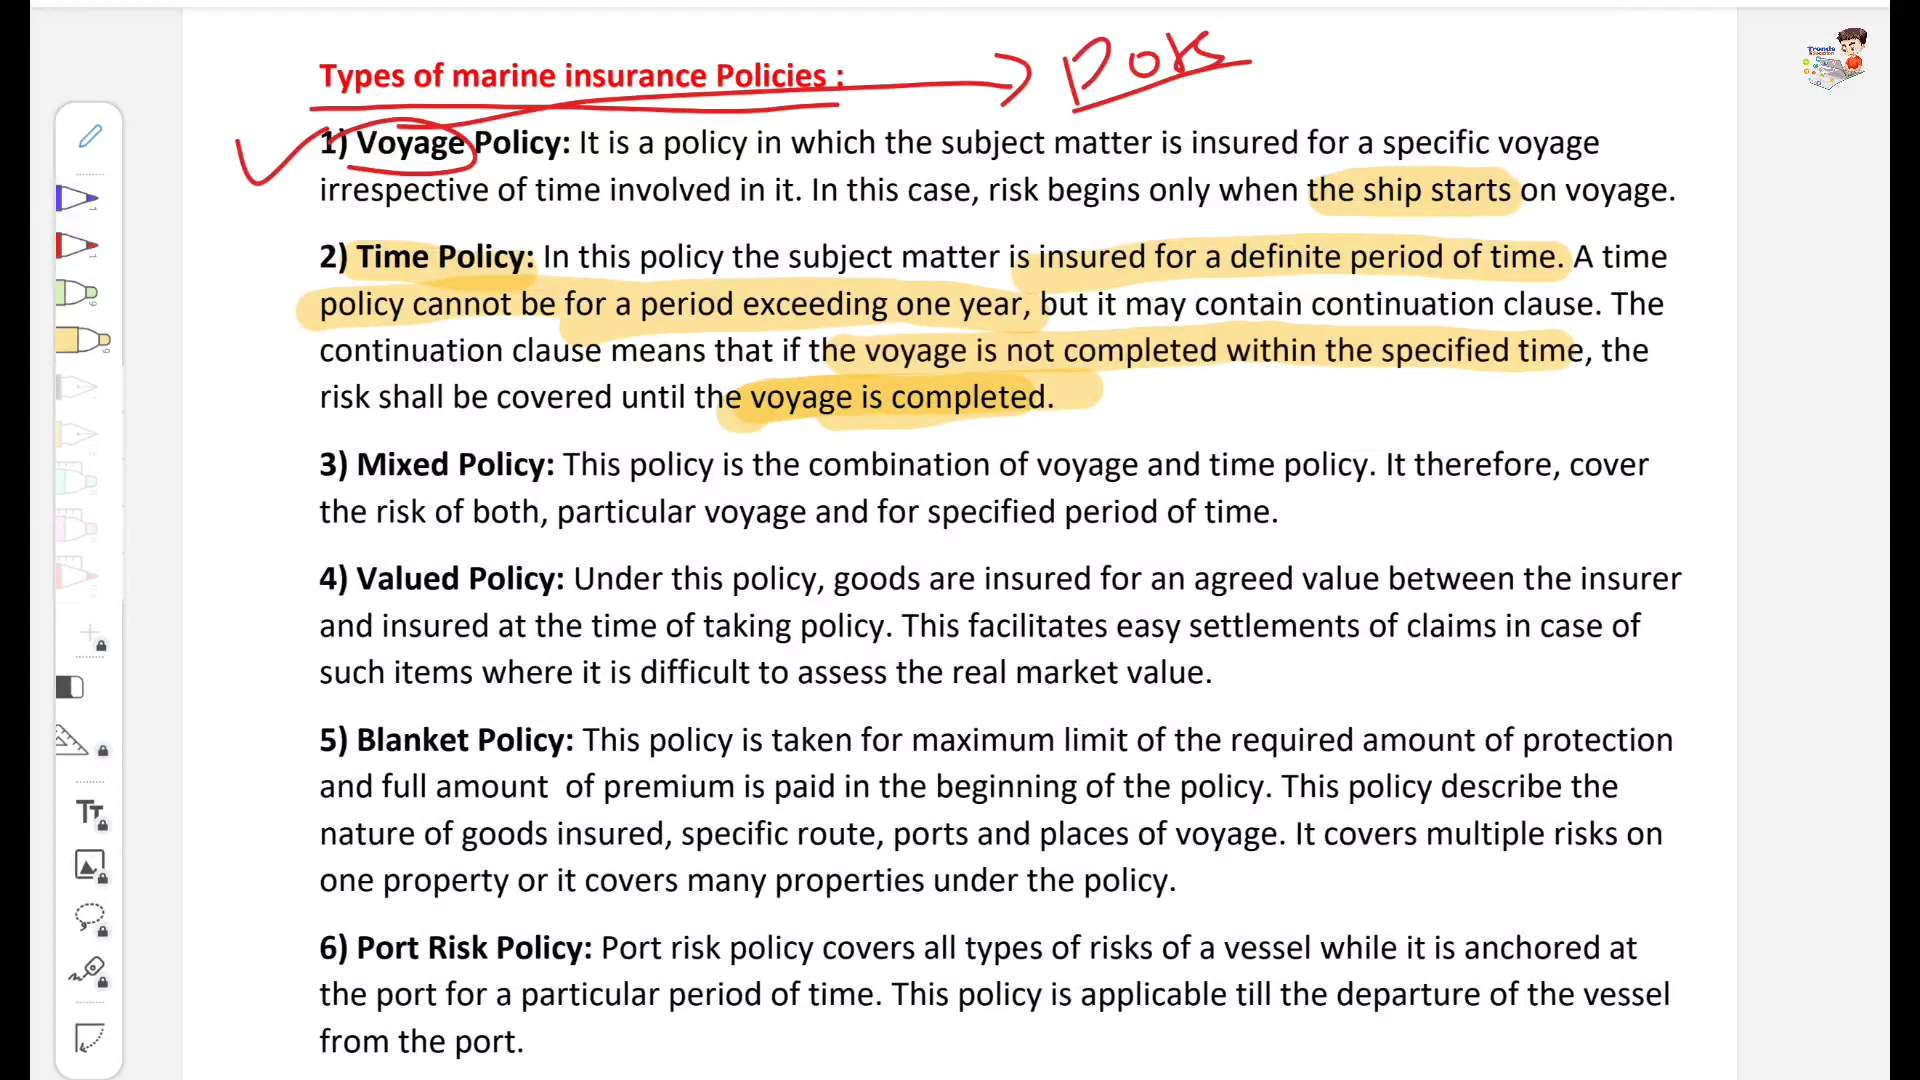 Types of marine insurance Policies :
1) Voyage Policy: It is a policy in which the subject matter is insured for a specific voyage
irrespective of time involved in it. In this case, risk begins only when the ship starts on voyage.
2) Time Policy: In this policy the subject matter is insured for a definite period of time. A time
policy cannot be for a period exceeding one year, but it may contain continuation clause. The
continuation clause means that if the voyage is not completed within the specified time, the
risk shall be covered until the voyage is completed.
3) Mixed Policy: This policy is the combination of voyage and time policy. It therefore, cover
the risk of both, particular voyage and for specified period of time.
4) Valued Policy: Under this policy, goods are insured for an agreed value between the insurer
and insured at the time of taking policy. This facilitates easy settlements of claims in case of
such items where it is difficult to assess the real market value.
5) Blanket Policy: This policy is taken for maximum limit of the required amount of protection
and full amount of premium is paid in the beginning of the policy. This policy describe the
nature of goods insured, specific route, ports and places of voyage. It covers multiple risks on
one property or it covers many properties under the policy.
6) Port Risk Policy: Port risk policy covers all types of risks of a vessel while it is anchored at
the port for a particular period of time. This policy is applicable till the departure of the vessel
from the port.